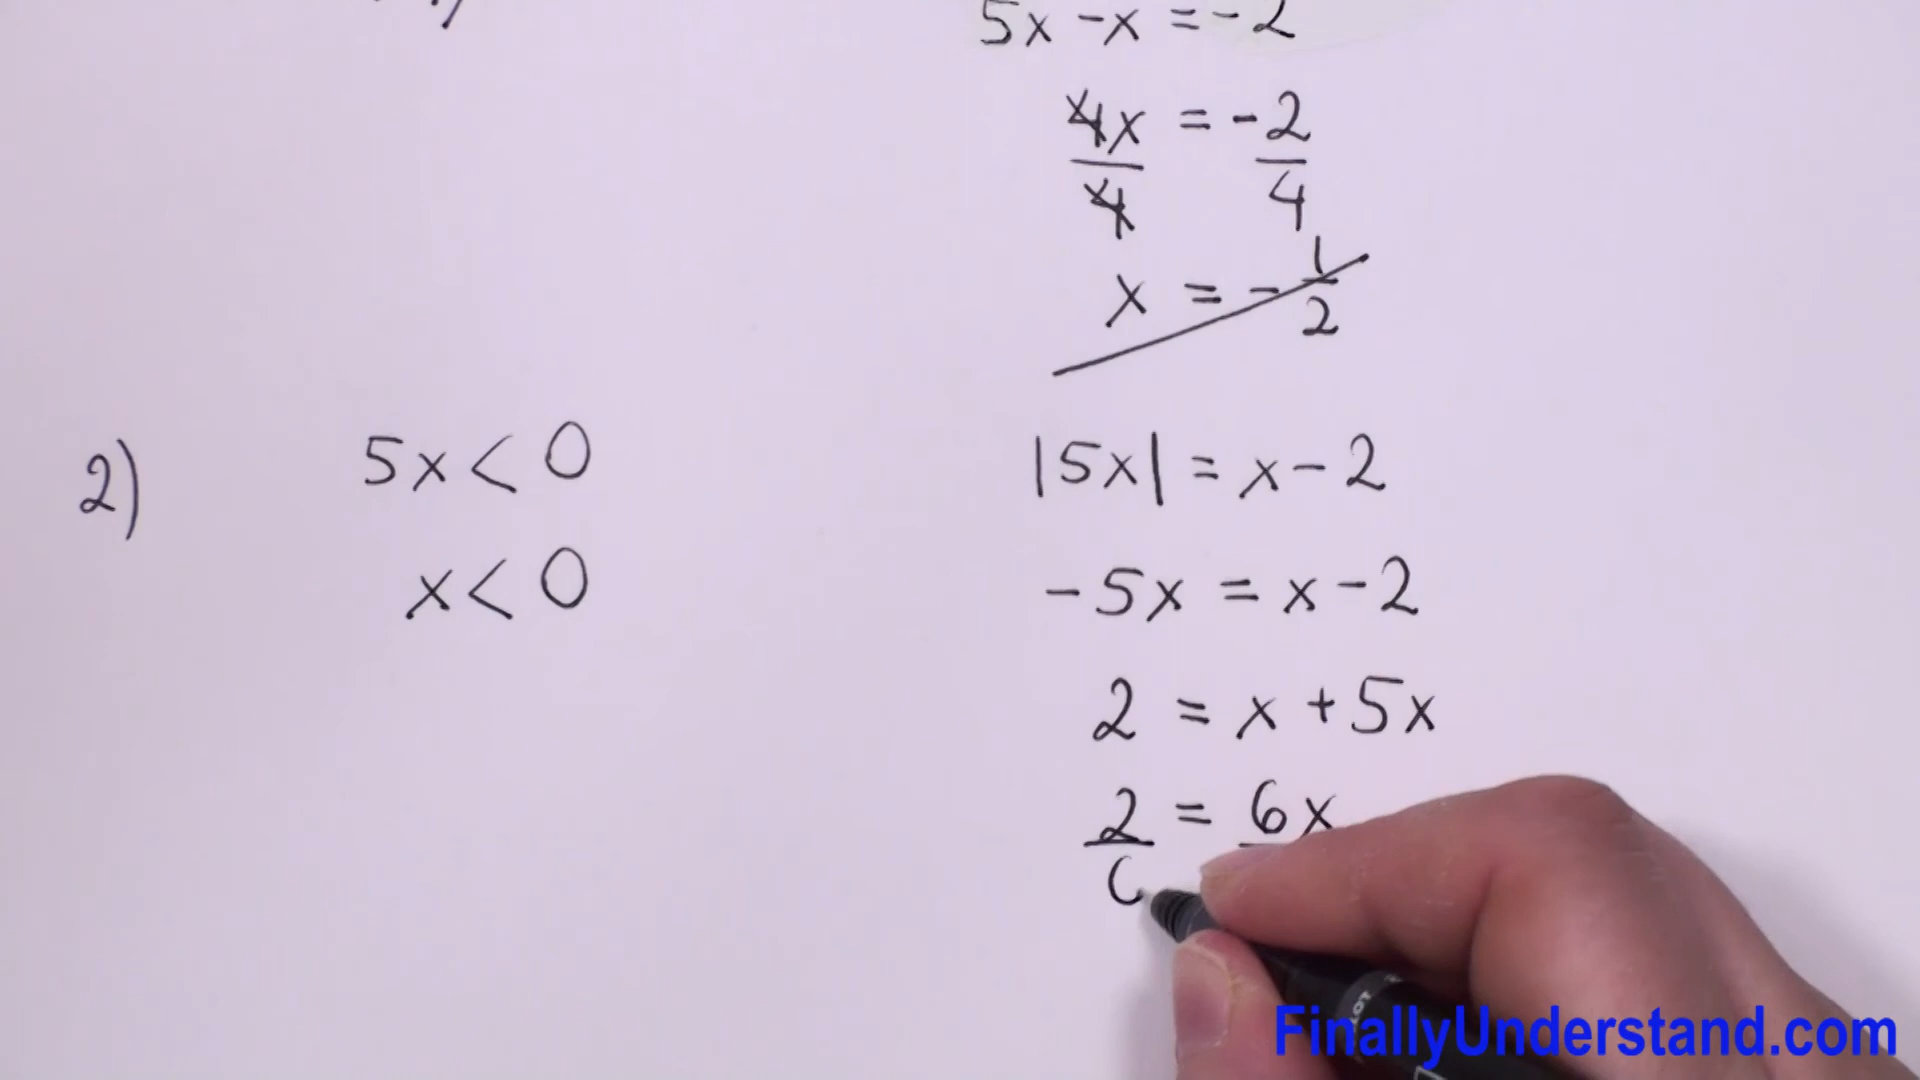 5x - x = - 2
4x = - 2
4 4
x = - 1
2
2) 5x < 0 |5x| = x - 2
x < 0 - 5x = x - 2
2 = x + 5x
2 = 6x
FinallyUnderstand.com